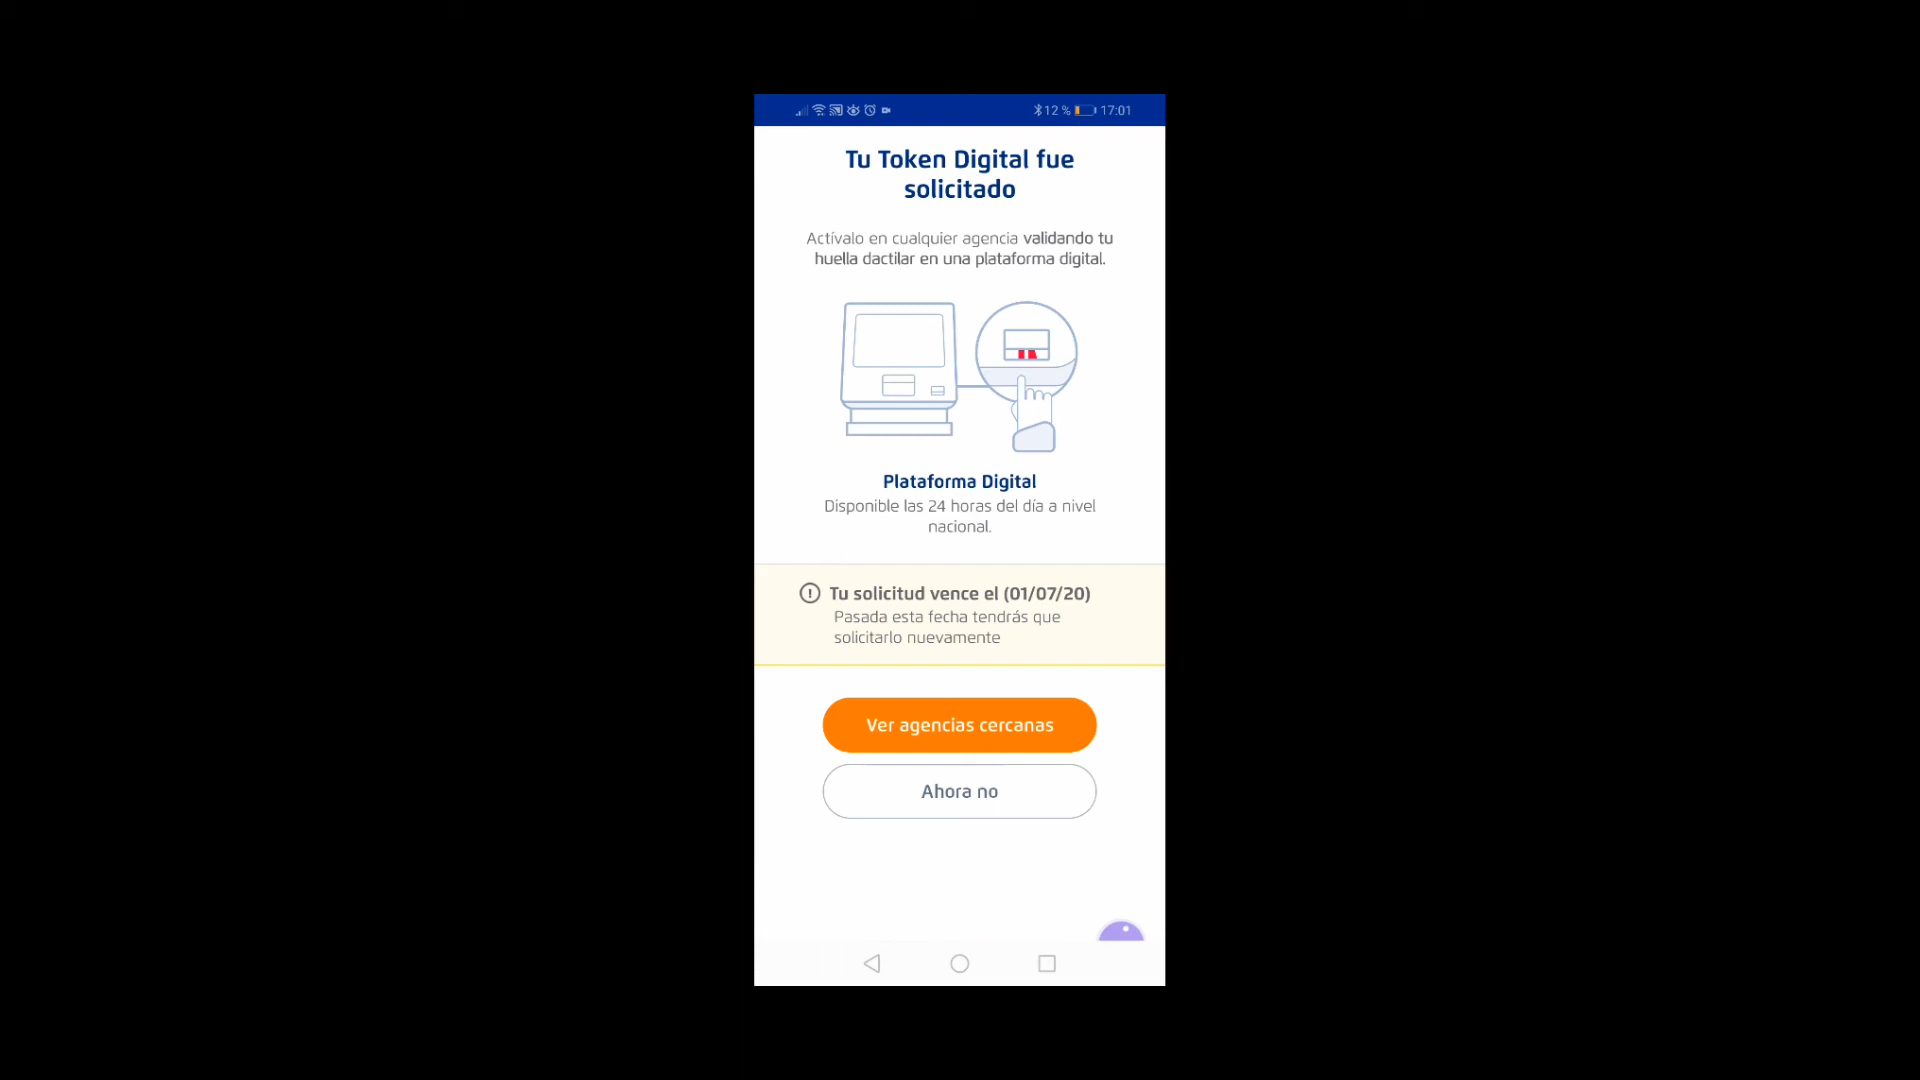 12 % 17:01
Tu Token Digital fue
solicitado
Actívalo en cualquier agencia validando tu
huella dactilar en una plataforma digital.
Plataforma Digital
Disponible las 24 horas del día a nivel
nacional.
Tu solicitud vence el (01/07/20)
Pasada esta fecha tendrás que
solicitarlo nuevamente
Ver agencias cercanas
Ahora no